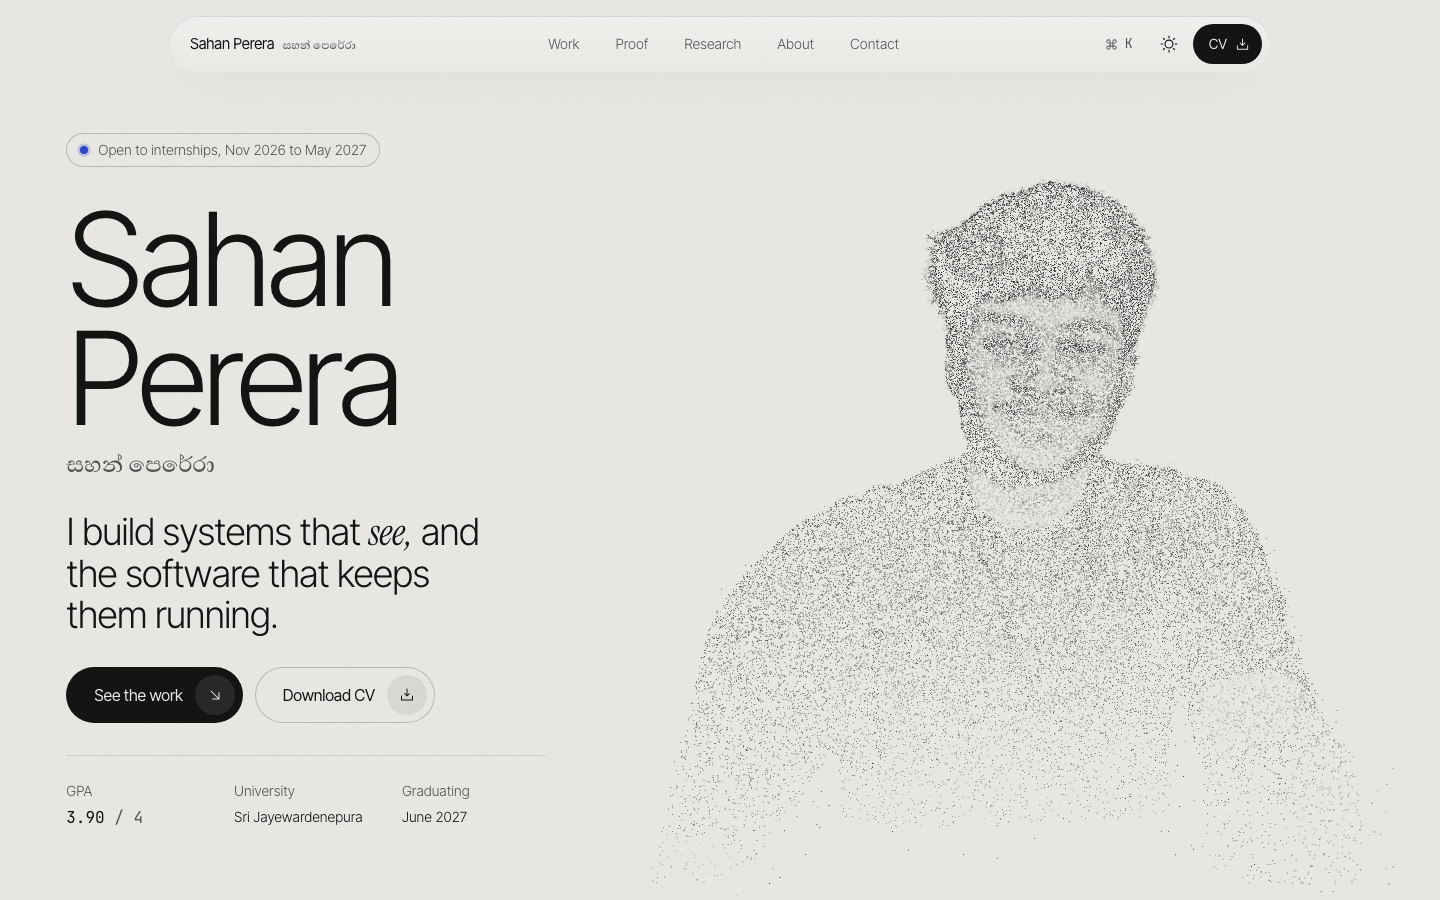 Sahan Perera සහන් පෙරේරා
Work Proof Research About Contact
⌘ K
CV
Open to internships, Nov 2026 to May 2027
Sahan
Perera
සහන් පෙරේරා
I build systems that see, and
the software that keeps
them running.
See the work
Download CV
GPA University Graduating
3.90 / 4 Sri Jayewardenepura June 2027